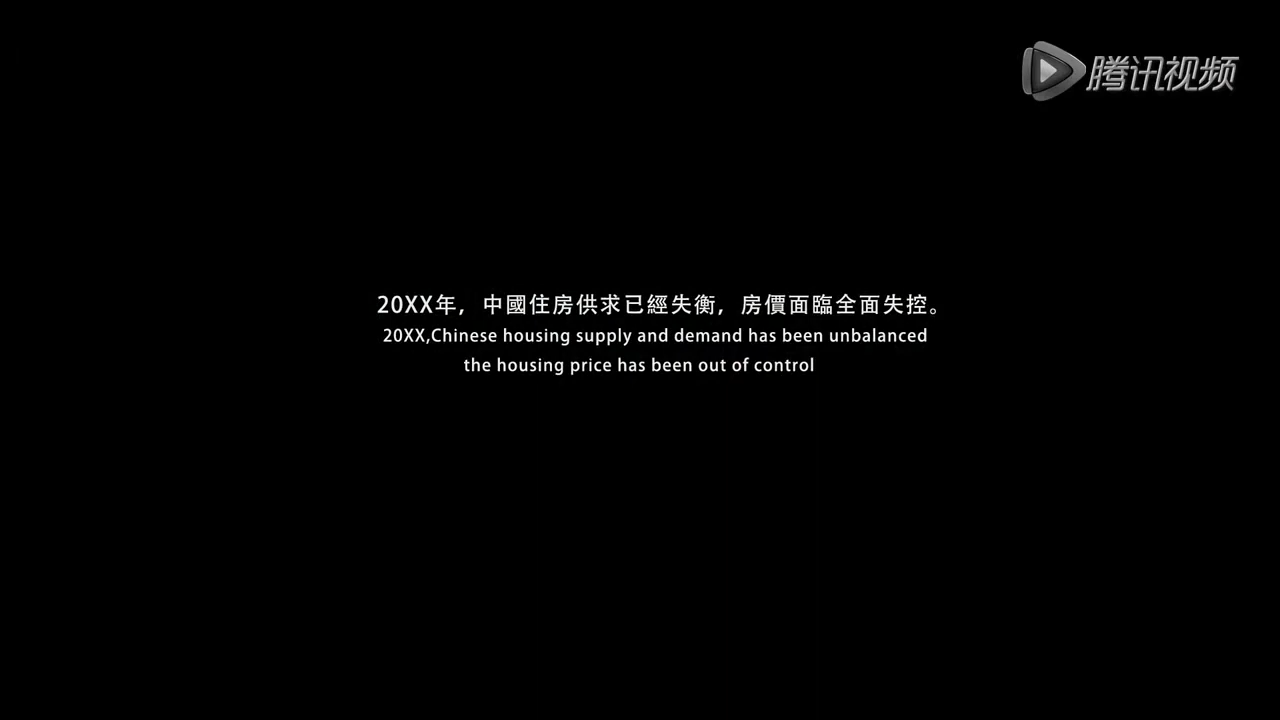 腾讯视频
20XX年，中國住房供求已經失衡，房價面臨全面失控。
20XX,Chinese housing supply and demand has been unbalanced
the housing price has been out of control